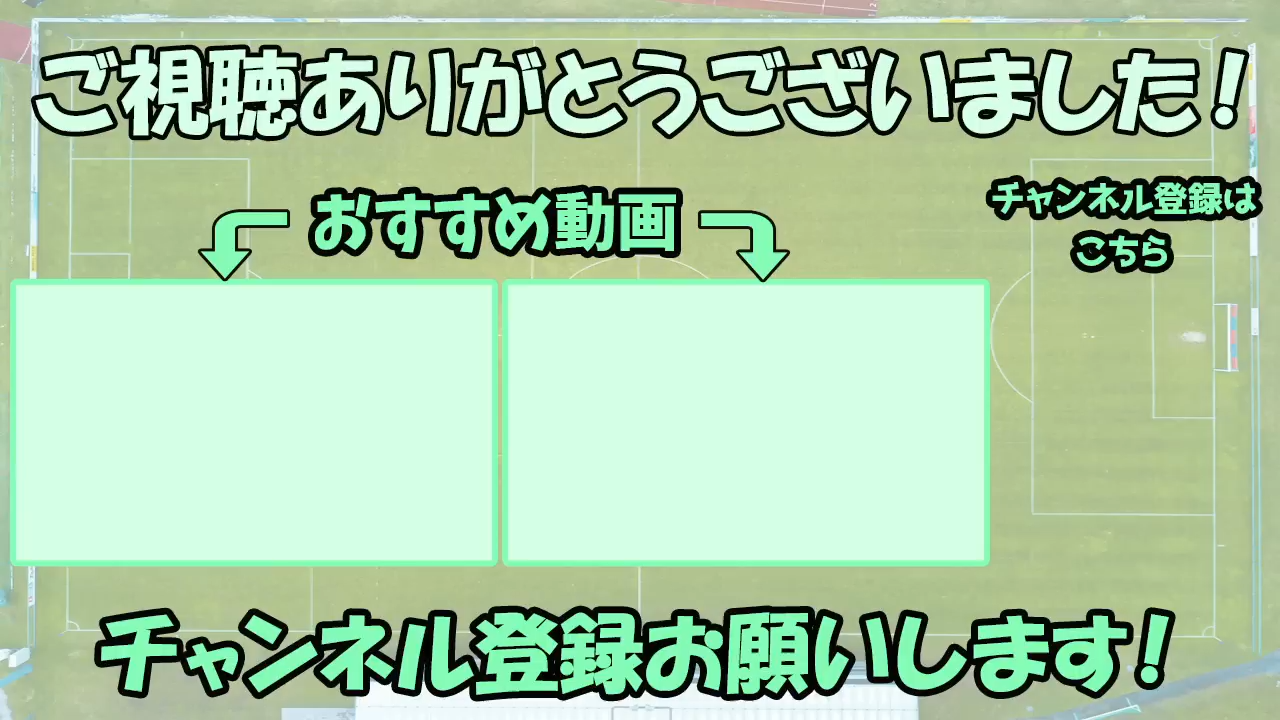 ご視聴ありがとうございました！
おすすめ動画
チャンネル登録は
こちら
チャンネル登録お願いします！